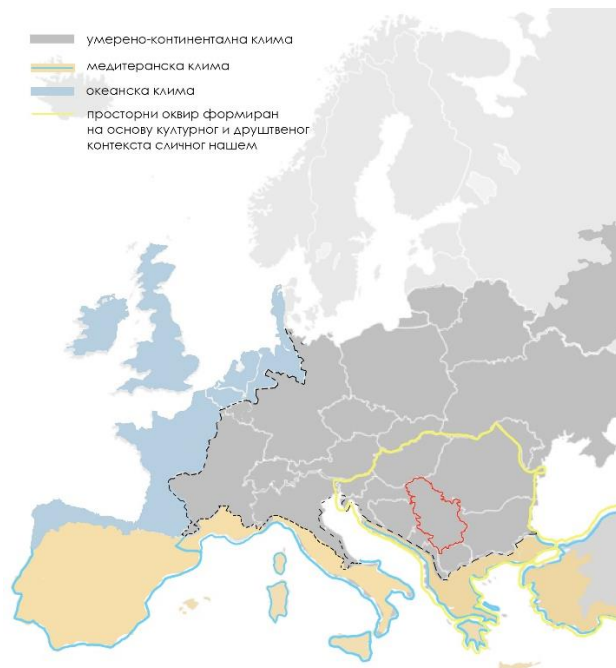 умерено-континентална клима
медитеранска клима
океанска клима
просторни оквир формиран
на основу културног и друштвеног
контекста сличног нашем